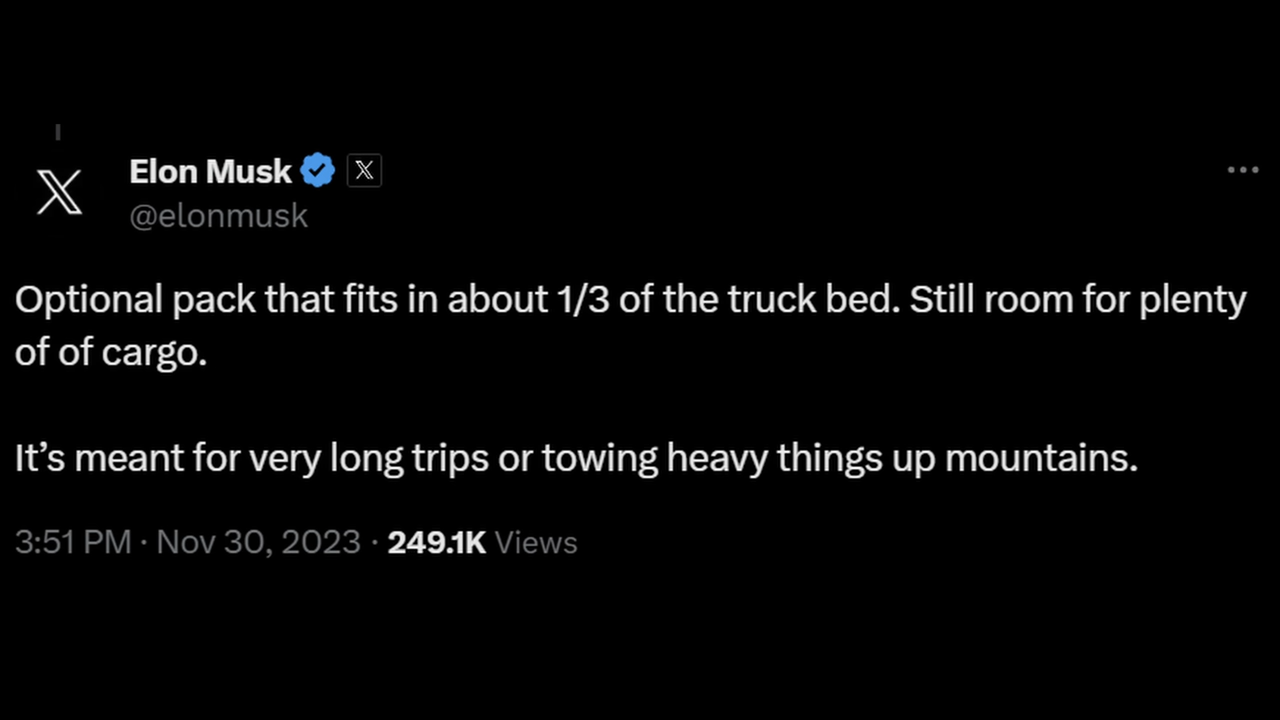 Elon Musk
@elonmusk
Optional pack that fits in about 1/3 of the truck bed. Still room for plenty
of of cargo.
It’s meant for very long trips or towing heavy things up mountains.
3:51 PM · Nov 30, 2023 · 249.1K Views